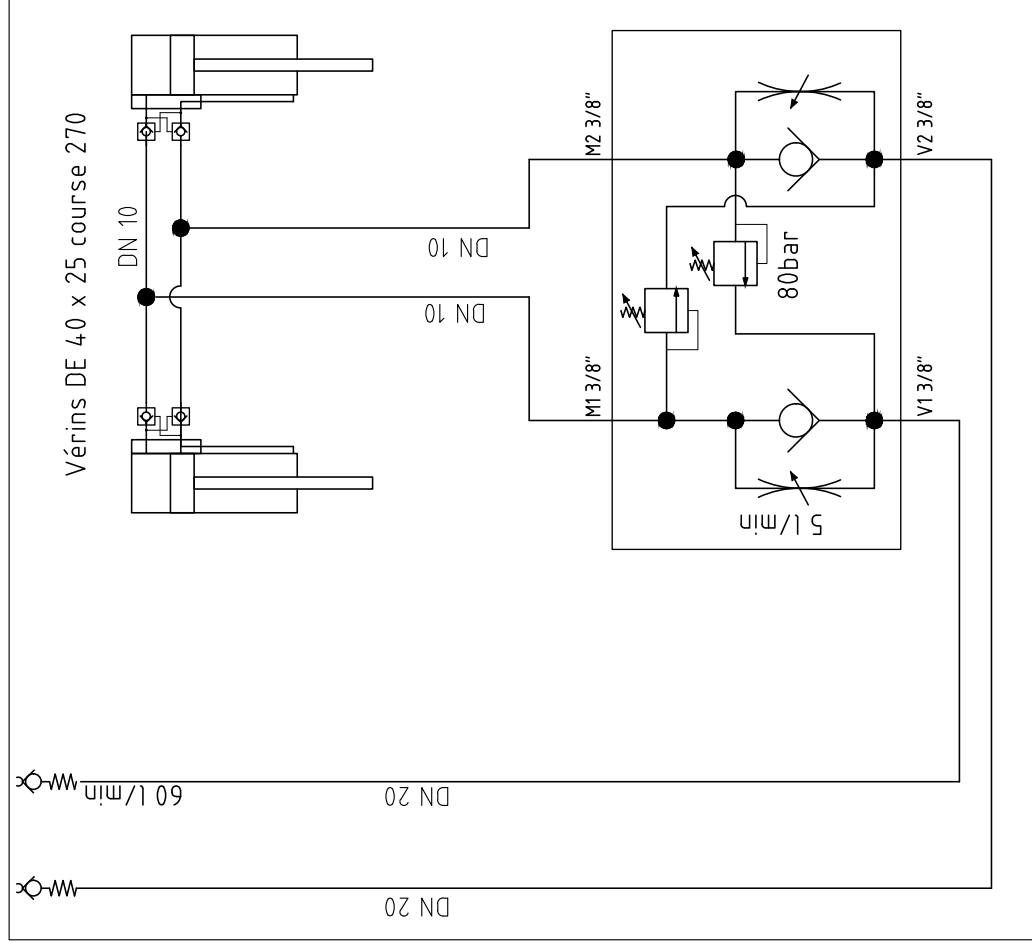 Vérins DE 40 x 25 course 270
DN 10
DN 10
DN 10
M2 3/8"
V2 3/8"
80bar
M1 3/8"
V1 3/8"
5 l/min
60 l/min
DN 20
DN 20